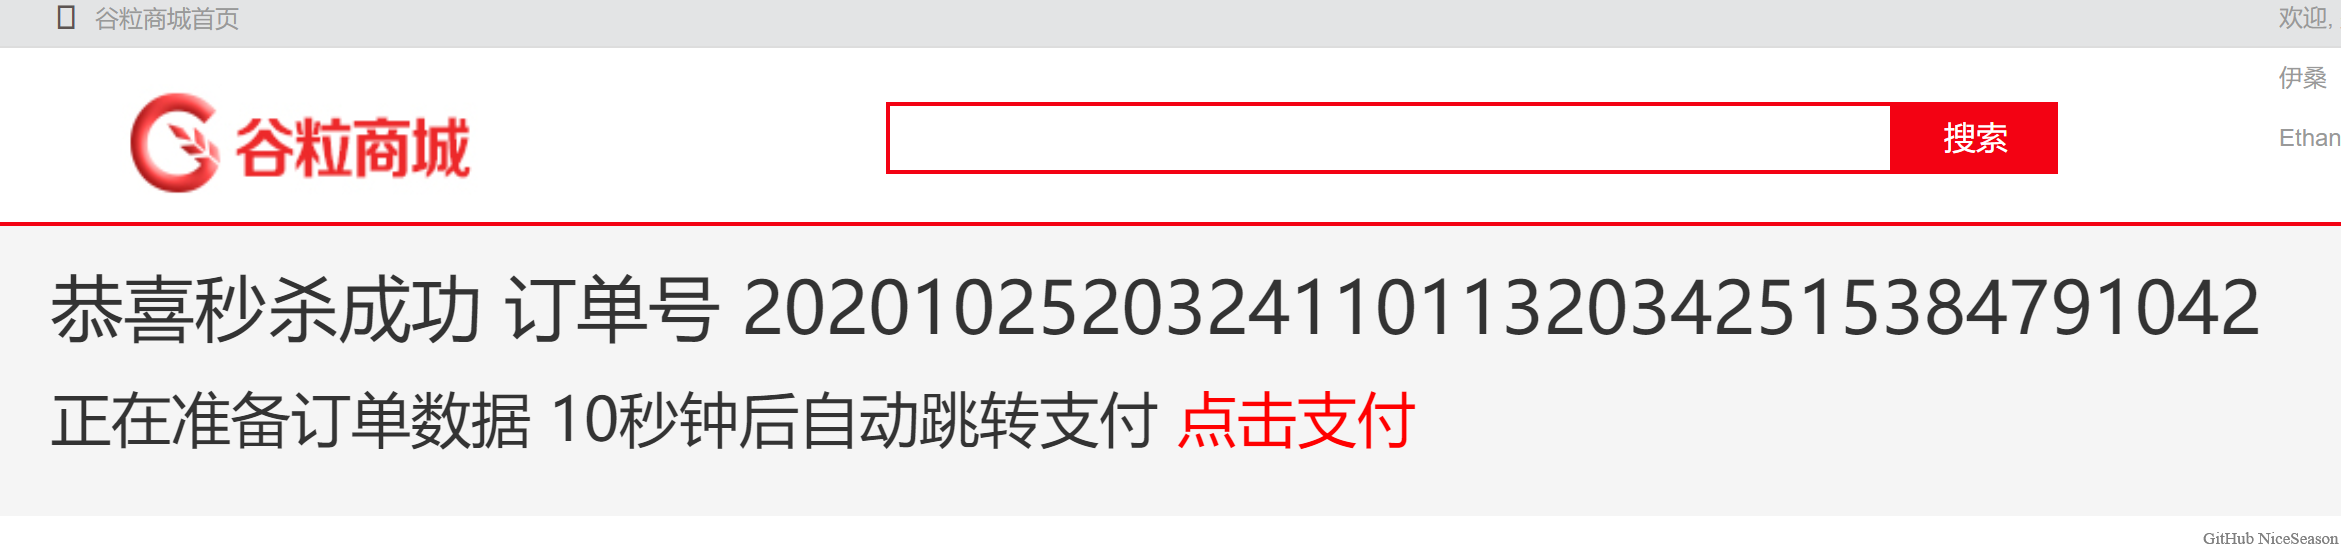 谷粒商城首页
欢迎,
伊桑
Ethan
谷粒商城
搜索
恭喜秒杀成功 订单号 202010252032411011320342515384791042
正在准备订单数据 10秒钟后自动跳转支付 点击支付
GitHub NiceSeason